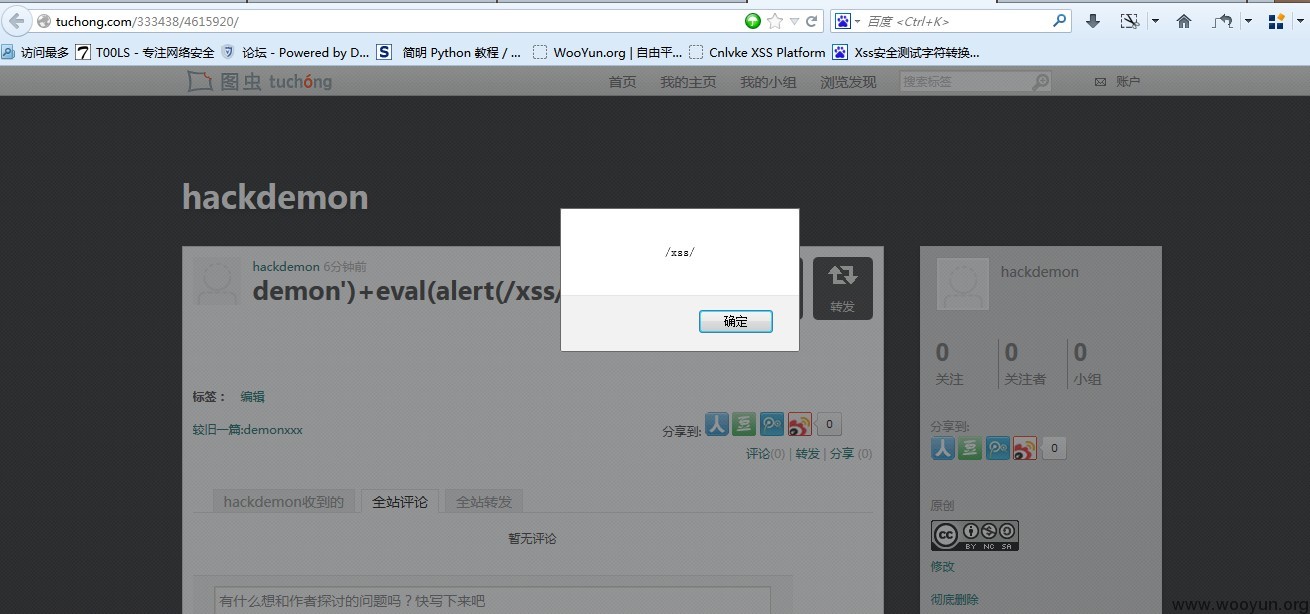 tuchong.com/333438/4615920/
百度 <Ctrl+K>
访问最多 T00LS - 专注网络安全 论坛 - Powered by D... 简明 Python 教程 / ... WooYun.org | 自由平... Cnlvke XSS Platform Xss安全测试字符转换...
图虫 tuchóng 首页 我的主页 我的小组 浏览发现 搜索标签 账户
hackdemon
hackdemon 6分钟前
demon')+eval(alert(/xss/
转发
/xss/
确定
hackdemon
0 0 0
关注 关注者 小组
标签： 编辑
较旧一篇:demonxxx
分享到: 人 豆 0
评论(0) | 转发 | 分享 (0)
分享到:
人 豆 0
hackdemon收到的 全站评论 全站转发
暂无评论
有什么想和作者探讨的问题吗？快写下来吧
原创
cc BY NC SA
修改
彻底删除
www.wooyun.org